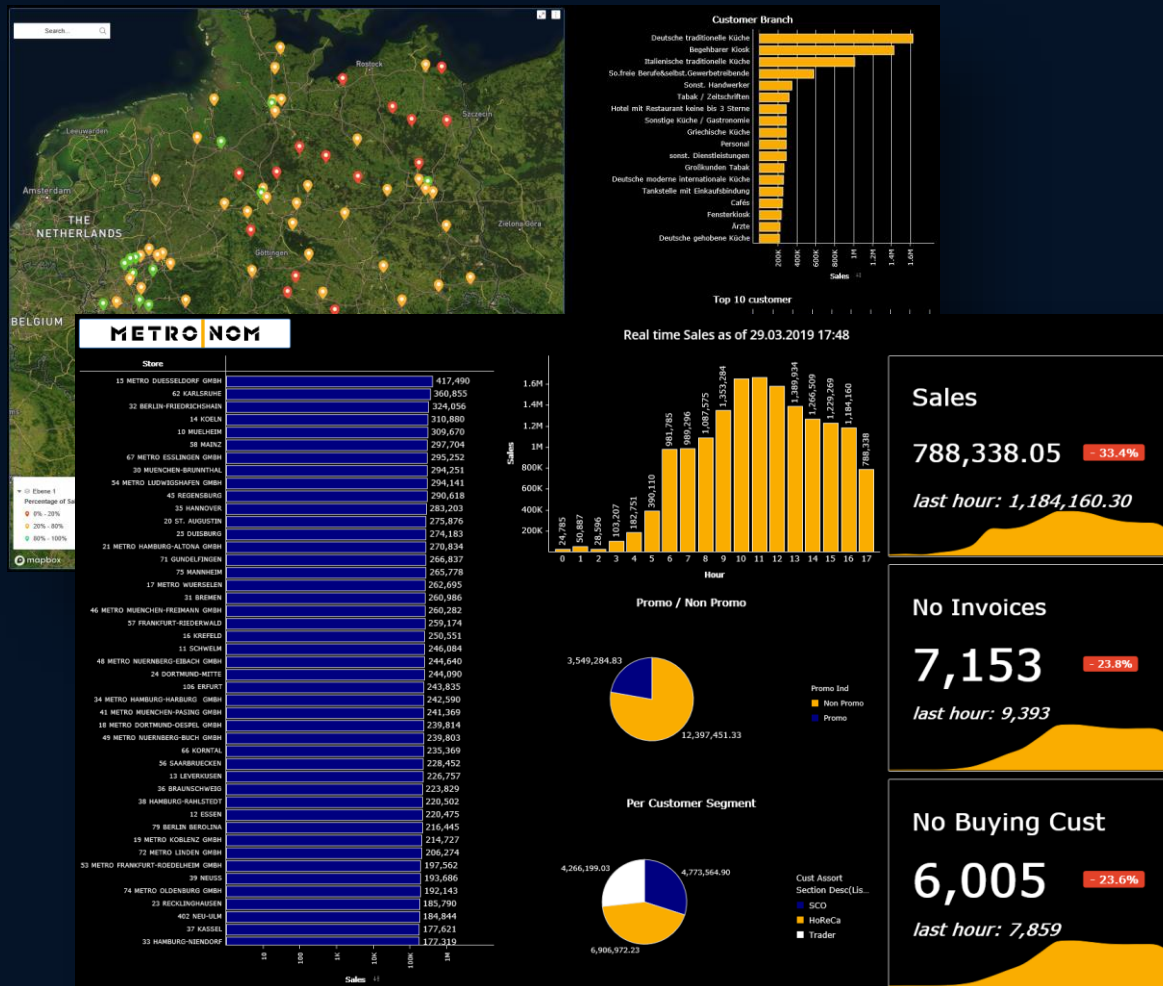 Search...
Rostock
Szczecin
Leeuwarden
Amsterdam
THE
NETHERLANDS
Zielona Góra
Göttingen
BELGIUM
Ebene 1
Percentage of Sa
0% - 20%
20% - 80%
80% - 100%
mapbox
Customer Branch
Deutsche traditionelle Küche
Begehbarer Kiosk
Italienische traditionelle Küche
So.freie Berufe&selbst.Gewerbetreibende
Sonst. Handwerker
Tabak / Zeitschriften
Hotel mit Restaurant keine bis 3 Sterne
Sonstige Küche / Gastronomie
Griechische Küche
Personal
sonst. Dienstleistungen
Großkunden Tabak
Deutsche moderne internationale Küche
Tankstelle mit Einkaufsbindung
Cafés
Fensterkiosk
Ärzte
Deutsche gehobene Küche
200K
400K
600K
800K
1M
1.2M
1.4M
1.6M
Sales
Top 10 customer
METRO NOM
Real time Sales as of 29.03.2019 17:48
Store
15 METRO DUESSELDORF GMBH 417,490
62 KARLSRUHE 360,855
32 BERLIN-FRIEDRICHSHAIN 324,056
14 KOELN 310,880
10 MUELHEIM 309,670
58 MAINZ 297,704
67 METRO ESSLINGEN GMBH 295,252
30 MUENCHEN-BRUNNTHAL 294,251
54 METRO LUDWIGSHAFEN GMBH 294,141
45 REGENSBURG 290,618
35 HANNOVER 283,203
20 ST. AUGUSTIN 275,876
25 DUISBURG 274,183
21 METRO HAMBURG-ALTONA GMBH 270,834
71 GUNDELFINGEN 266,837
75 MANNHEIM 265,778
17 METRO WUERSELEN 262,695
31 BREMEN 260,986
46 METRO MUENCHEN-FREIMANN GMBH 260,282
57 FRANKFURT-RIEDERWALD 259,174
16 KREFELD 250,551
11 SCHWELM 246,084
48 METRO NUERNBERG-EIBACH GMBH 244,640
24 DORTMUND-MITTE 244,090
106 ERFURT 243,835
34 METRO HAMBURG-HARBURG GMBH 242,590
41 METRO MUENCHEN-PASING GMBH 241,369
18 METRO DORTMUND-OESPEL GMBH 239,814
49 METRO NUERNBERG-BUCH GMBH 239,803
66 KORNTAL 235,369
56 SAARBRUECKEN 228,452
13 LEVERKUSEN 226,757
36 BRAUNSCHWEIG 223,829
38 HAMBURG-RAHLSTEDT 220,502
12 ESSEN 220,475
79 BERLIN BEROLINA 216,445
19 METRO KOBLENZ GMBH 214,727
72 METRO LINDEN GMBH 206,274
53 METRO FRANKFURT-ROEDELHEIM GMBH 197,562
39 NEUSS 193,686
74 METRO OLDENBURG GMBH 192,143
23 RECKLINGHAUSEN 185,790
402 NEU-ULM 184,844
37 KASSEL 177,621
33 HAMBURG-NIENDORF 177,319
10
100
1K
10K
100K
1M
Sales
Sales
1.6M
1.4M
1.2M
1M
800K
600K
400K
200K
24,785
50,887
28,596
103,207
182,751
390,110
981,785
989,296
1,087,575
1,353,284
1,389,934
1,266,509
1,229,269
1,184,160
788,338
0 1 2 3 4 5 6 7 8 9 10 11 12 13 14 15 16 17
Hour
Promo / Non Promo
3,549,284.83
12,397,451.33
Promo Ind
Non Promo
Promo
Per Customer Segment
4,266,199.03
4,773,564.90
6,906,972.23
Cust Assort
Section Desc(Lis...
SCO
HoReCa
Trader
Sales
788,338.05 - 33.4%
last hour: 1,184,160.30
No Invoices
7,153 - 23.8%
last hour: 9,393
No Buying Cust
6,005 - 23.6%
last hour: 7,859